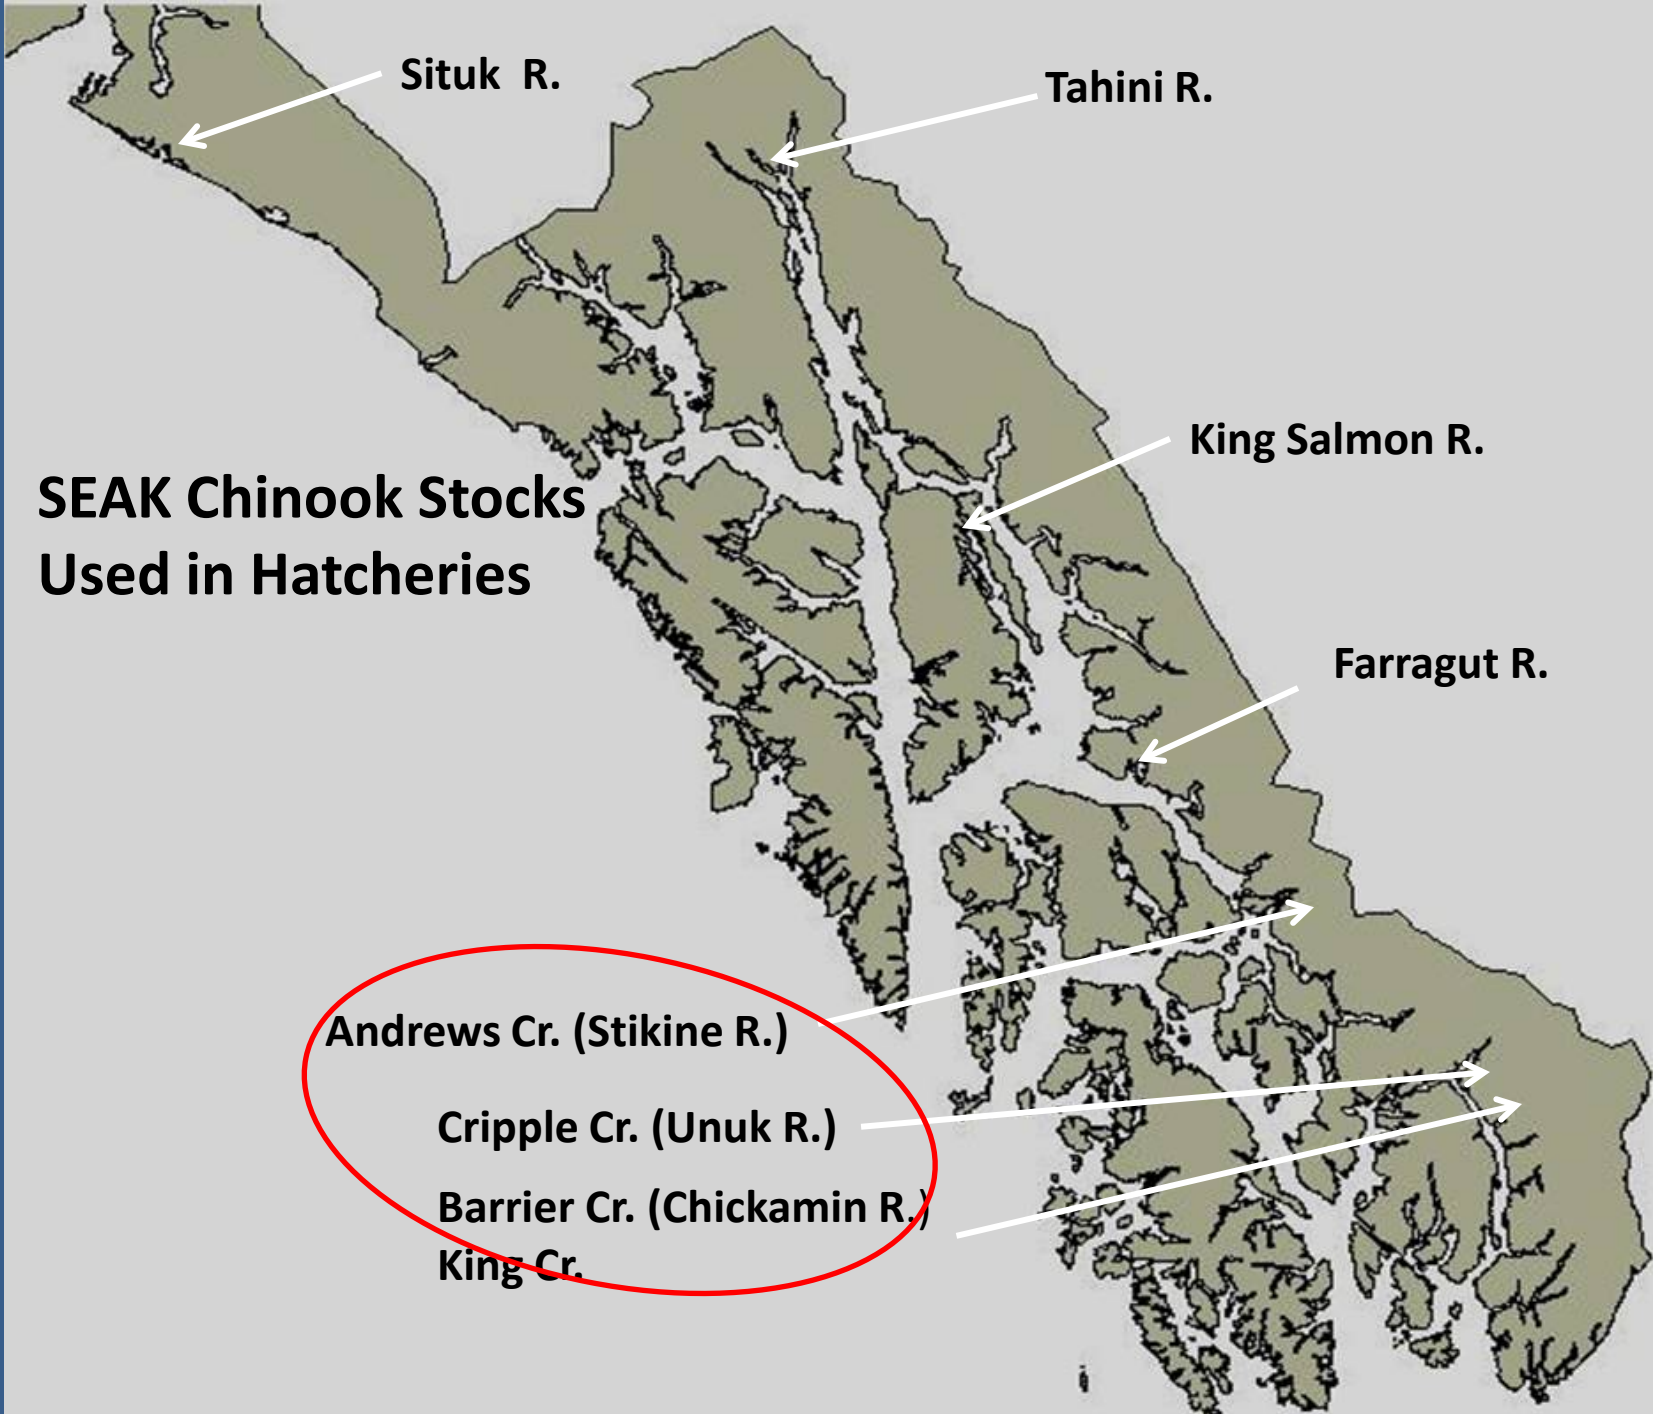 Situk R.
Tahini R.
King Salmon R.
SEAK Chinook Stocks
Used in Hatcheries
Farragut R.
Andrews Cr. (Stikine R.)
Cripple Cr. (Unuk R.)
Barrier Cr. (Chickamin R.)
King Cr.